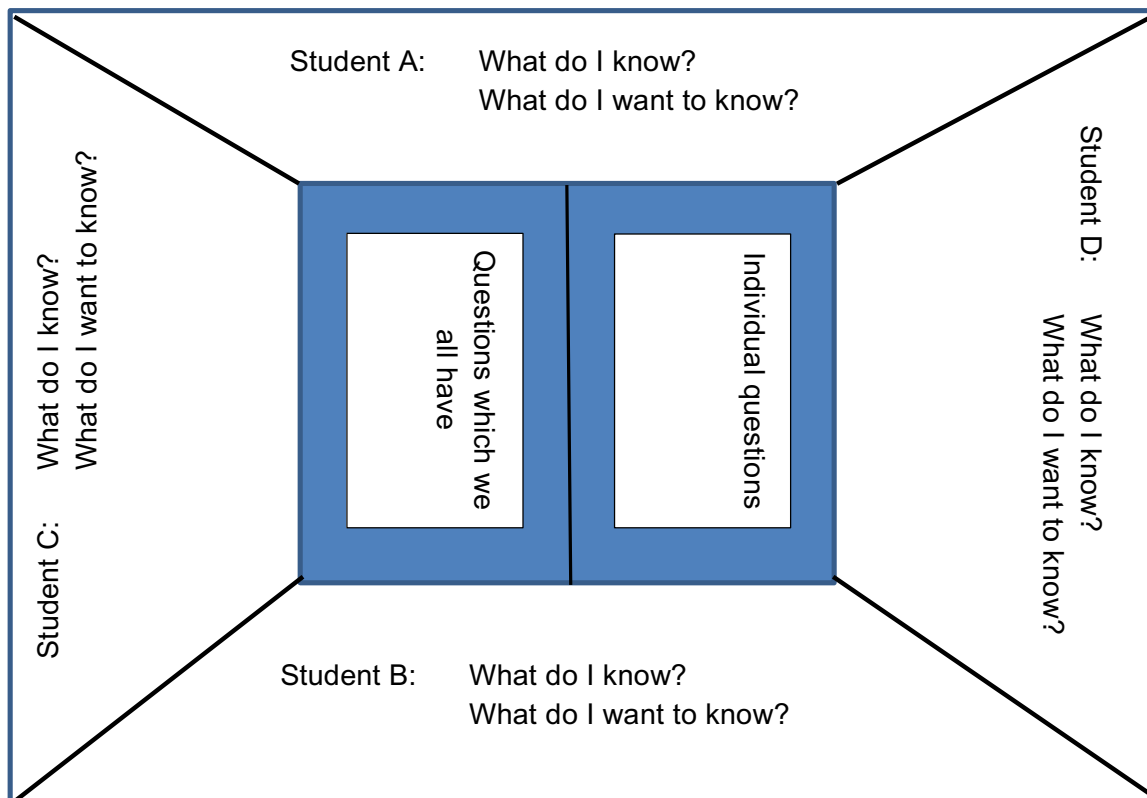 Student A: What do I know?
What do I want to know?
Student C: What do I know?
What do I want to know?
Questions which we
all have
Individual questions
Student D: What do I know?
What do I want to know?
Student B: What do I know?
What do I want to know?